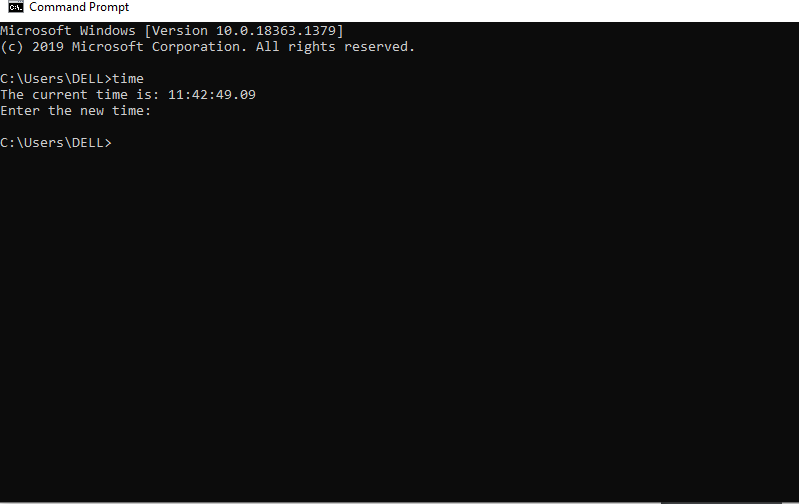 Command Prompt
Microsoft Windows [Version 10.0.18363.1379]
(c) 2019 Microsoft Corporation. All rights reserved.
C:\Users\DELL>time
The current time is: 11:42:49.09
Enter the new time:
C:\Users\DELL>